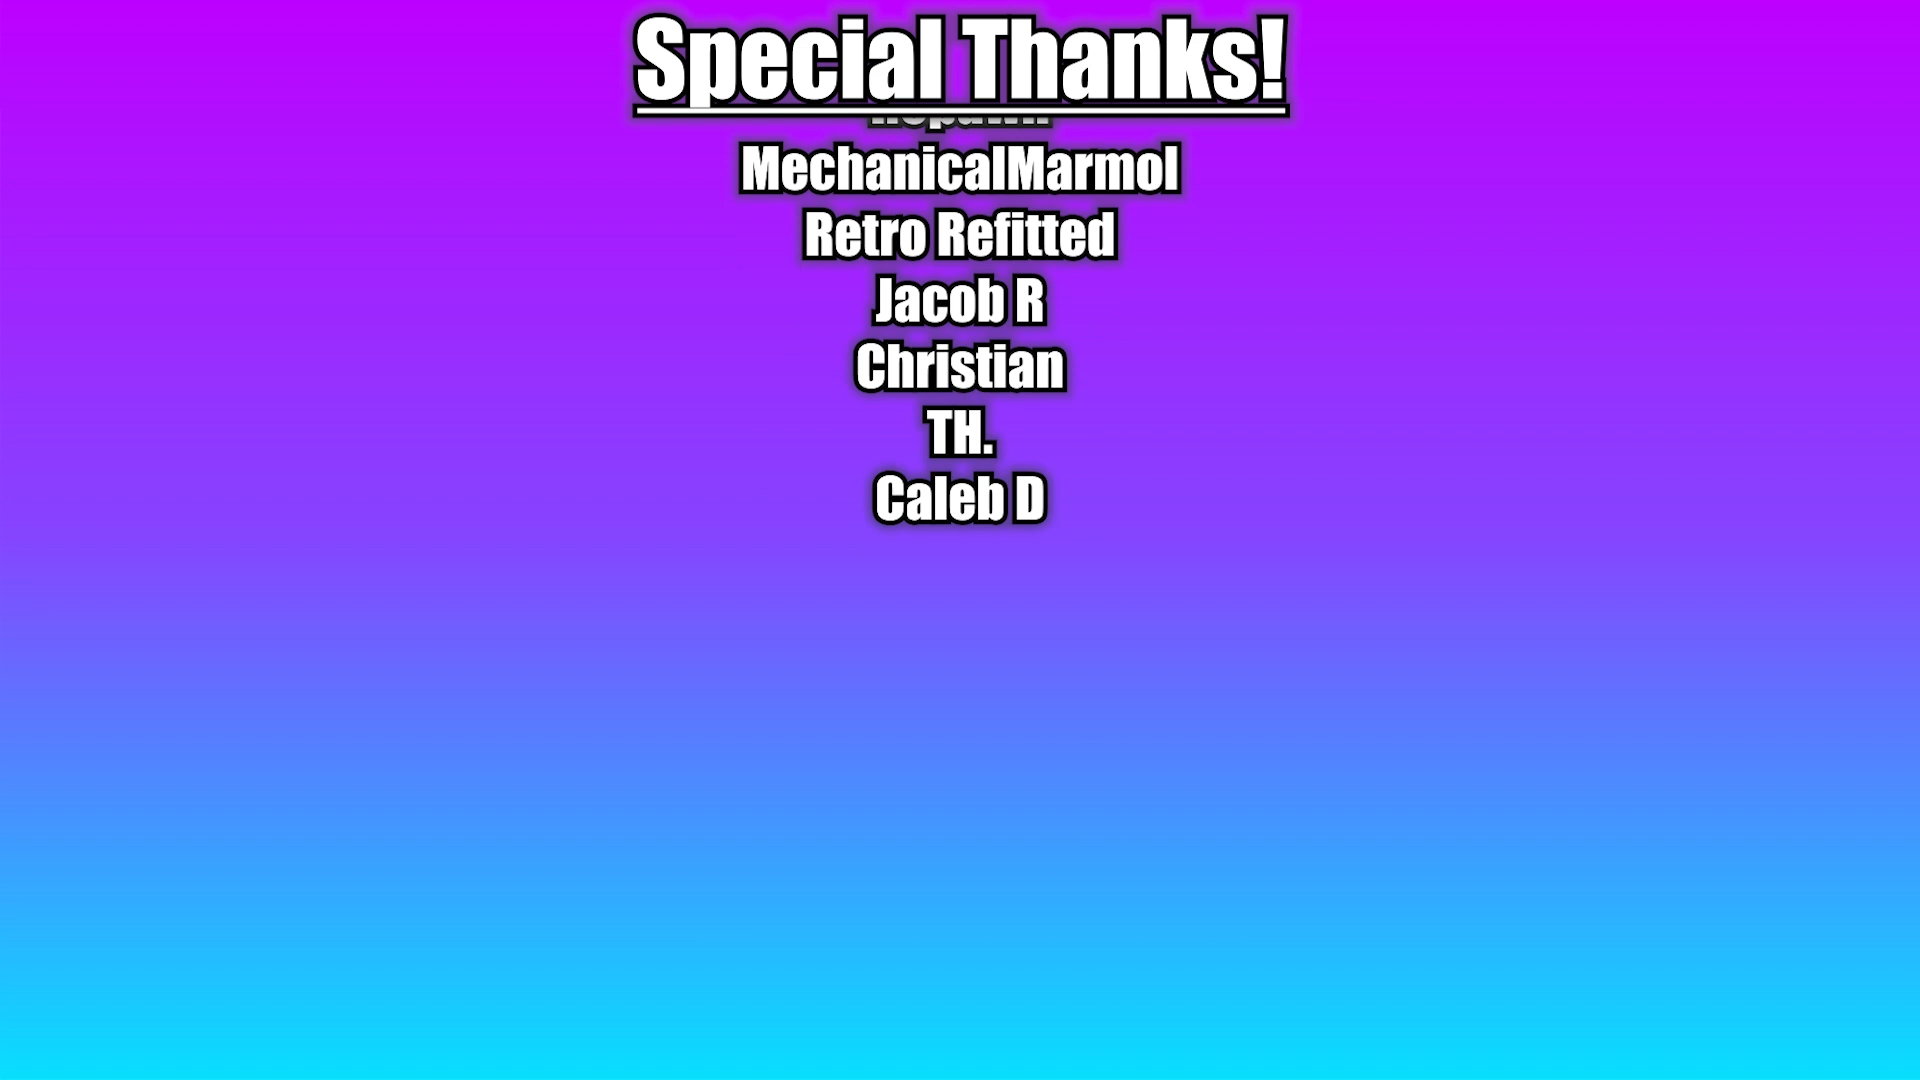 Special Thanks!
MechanicalMarmol
Retro Refitted
Jacob R
Christian
TH.
Caleb D